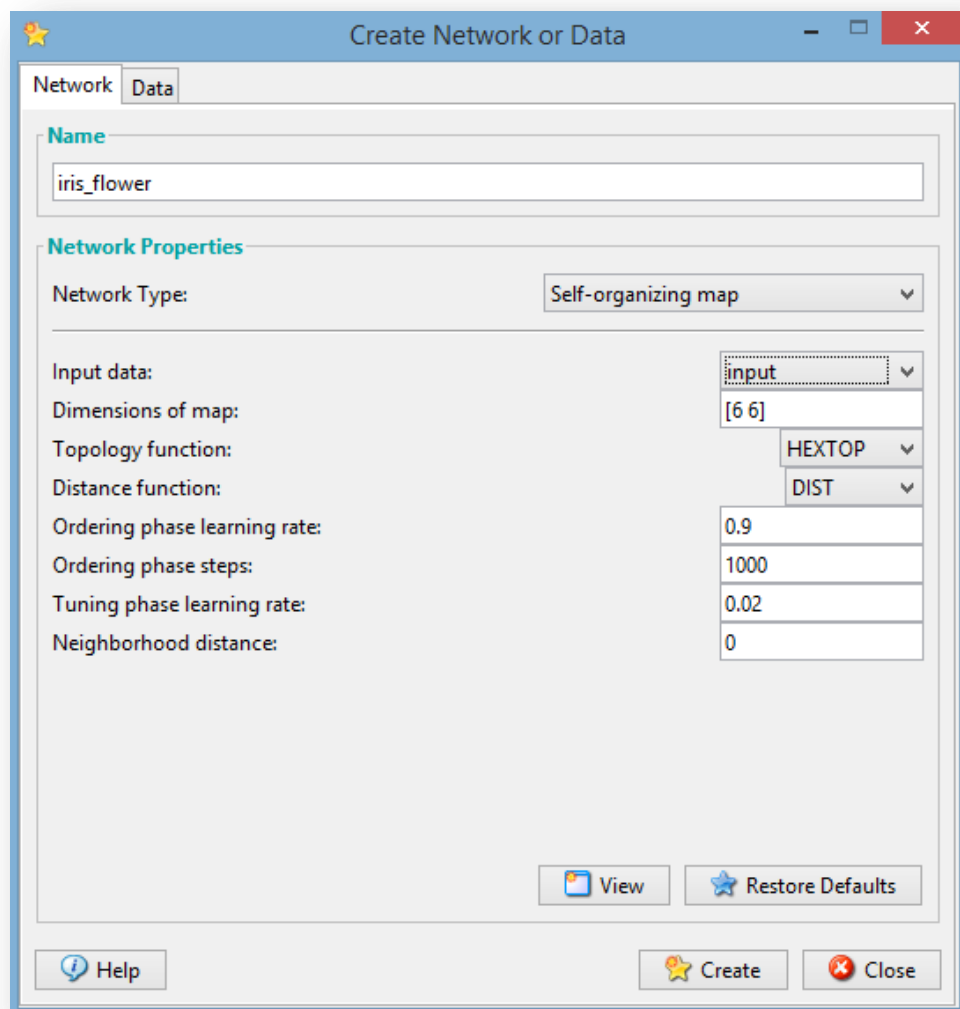 Create Network or Data
Network Data
Name
iris_flower
Network Properties
Network Type: Self-organizing map
Input data: input
Dimensions of map: [6 6]
Topology function: HEXTOP
Distance function: DIST
Ordering phase learning rate: 0.9
Ordering phase steps: 1000
Tuning phase learning rate: 0.02
Neighborhood distance: 0
View Restore Defaults
Help Create Close